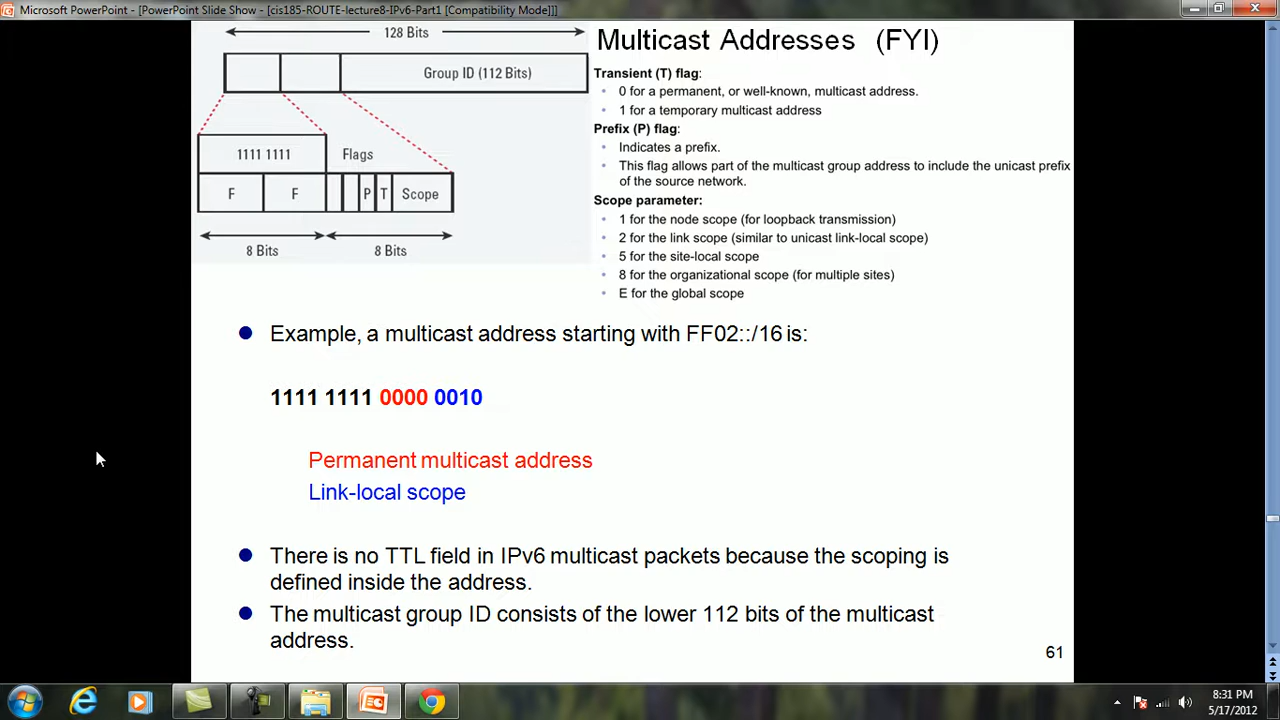 Microsoft PowerPoint - [PowerPoint Slide Show - [cis185-ROUTE-lecture8-IPv6-Part1 [Compatibility Mode]]]
128 Bits
Multicast Addresses (FYI)
Group ID (112 Bits)
1111 1111
Flags
F
F
P
T
Scope
8 Bits
8 Bits
Transient (T) flag:
• 0 for a permanent, or well-known, multicast address.
• 1 for a temporary multicast address
Prefix (P) flag:
• Indicates a prefix.
• This flag allows part of the multicast group address to include the unicast prefix
of the source network.
Scope parameter:
• 1 for the node scope (for loopback transmission)
• 2 for the link scope (similar to unicast link-local scope)
• 5 for the site-local scope
• 8 for the organizational scope (for multiple sites)
• E for the global scope
• Example, a multicast address starting with FF02::/16 is:
1111 1111 0000 0010
Permanent multicast address
Link-local scope
• There is no TTL field in IPv6 multicast packets because the scoping is
defined inside the address.
• The multicast group ID consists of the lower 112 bits of the multicast
address.
61
8:31 PM
5/17/2012